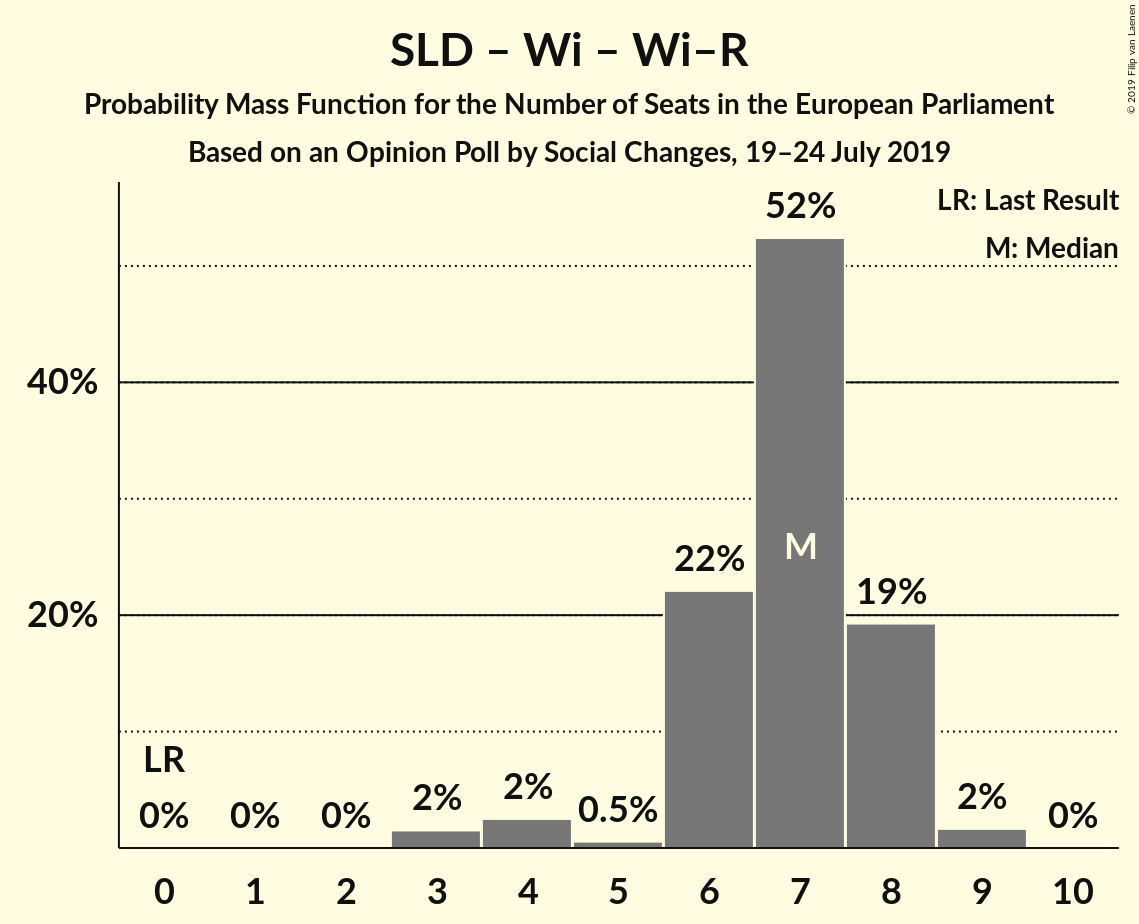 SLD – Wi – Wi–R
Probability Mass Function for the Number of Seats in the European Parliament
Based on an Opinion Poll by Social Changes, 19–24 July 2019
© 2019 Filip van Laenen
LR: Last Result
M: Median
52%
40%
M
22%
19%
20%
LR
0% 0% 0% 2% 2% 0.5% 2% 0%
0 1 2 3 4 5 6 7 8 9 10